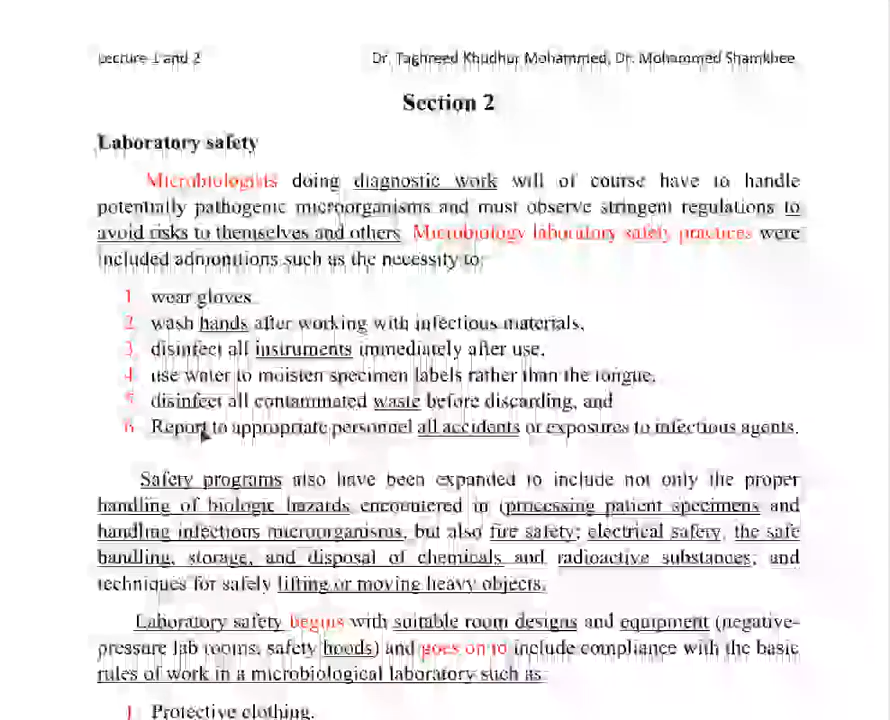 Lecture 1 and 2 Dr. Taghreed Khudhur Mohammed, Dr. Mohammed Shamkhee
Section 2
Laboratory safety
Microbiologists doing diagnostic work will of course have to handle
potentially pathogenic microorganisms and must observe stringent regulations to
avoid risks to themselves and others. Microbiology laboratory safety practices were
included admonitions such as the necessity to:
1 wear gloves
2 wash hands after working with infectious materials,
3 disinfect all instruments immediately after use,
4 use water to moisten specimen labels rather than the tongue,
5 disinfect all contaminated waste before discarding, and
6 Report to appropriate personnel all accidents or exposures to infectious agents.
Safety programs also have been expanded to include not only the proper
handling of biologic hazards encountered in (processing patient specimens and
handling infectious microorganisms, but also fire safety; electrical safety, the safe
handling, storage, and disposal of chemicals and radioactive substances; and
techniques for safely lifting or moving heavy objects.
Laboratory safety begins with suitable room designs and equipment (negative-
pressure lab rooms, safety hoods) and goes on to include compliance with the basic
rules of work in a microbiological laboratory such as
1 Protective clothing.